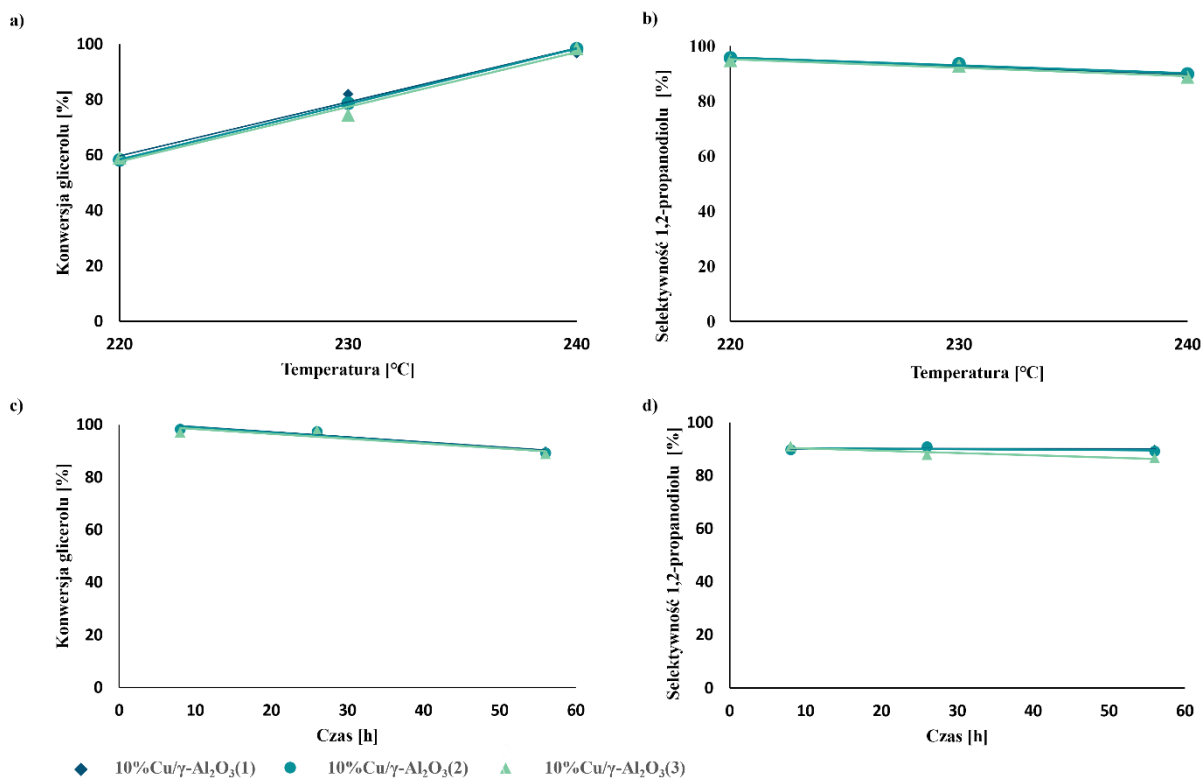 a)
Konwersja glicerolu [%]
100
80
60
40
20
0
220
230
240
Temperatura [°C]
b)
Selektywność 1,2-propanodiolu [%]
100
80
60
40
20
0
220
230
240
Temperatura [°C]
c)
Konwersja glicerolu [%]
100
80
60
40
20
0
0
10
20
30
40
50
60
Czas [h]
d)
Selektywność 1,2-propanodiolu [%]
100
80
60
40
20
0
0
10
20
30
40
50
60
Czas [h]
10%Cu/γ-Al₂O₃(1)
10%Cu/γ-Al₂O₃(2)
10%Cu/γ-Al₂O₃(3)